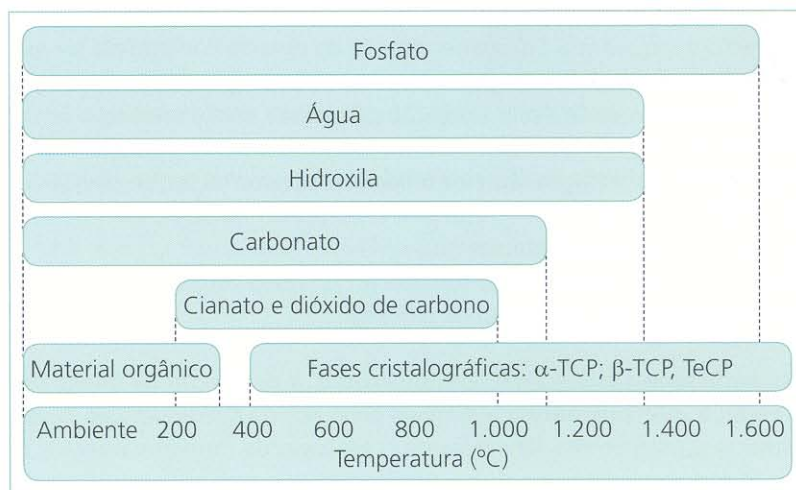 Fosfato
Água
Hidroxila
Carbonato
Cianato e dióxido de carbono
Material orgânico
Fases cristalográficas: α-TCP; β-TCP, TeCP
Ambiente 200 400 600 800 1.000 1.200 1.400 1.600
Temperatura (ºC)